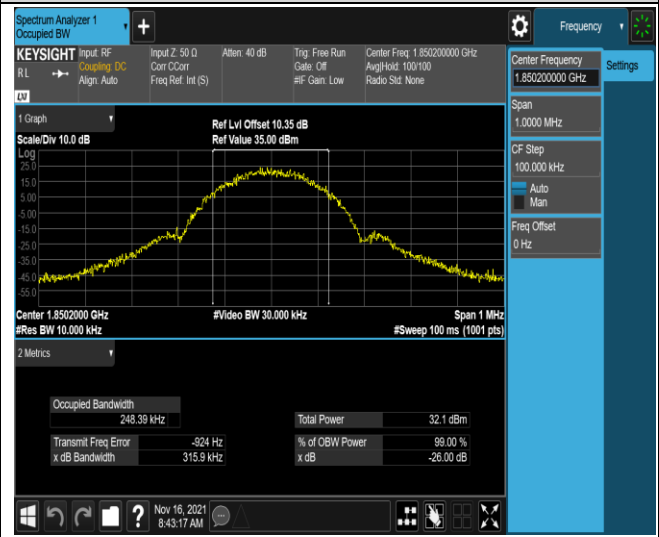 Spectrum Analyzer 1
Occupied BW
+
Frequency
KEYSIGHT
R L
LXI
Input: RF
Coupling: DC
Align: Auto
Input Z: 50 Ω
Corr CCorr
Freq Ref: Int (S)
Atten: 40 dB
Trig: Free Run
Gate: Off
#IF Gain: Low
Center Freq: 1.850200000 GHz
Avg|Hold: 100/100
Radio Std: None
Center Frequency
1.850200000 GHz
Settings
Span
1.0000 MHz
CF Step
100.000 kHz
Auto
Man
Freq Offset
0 Hz
1 Graph
Scale/Div 10.0 dB
Ref Lvl Offset 10.35 dB
Ref Value 35.00 dBm
Log
25.0
15.0
5.00
-5.00
-15.0
-25.0
-35.0
-45.0
-55.0
Center 1.8502000 GHz
#Res BW 10.000 kHz
#Video BW 30.000 kHz
Span 1 MHz
#Sweep 100 ms (1001 pts)
2 Metrics
Occupied Bandwidth
248.39 kHz
Total Power 32.1 dBm
Transmit Freq Error -924 Hz
% of OBW Power 99.00 %
x dB Bandwidth 315.9 kHz
x dB -26.00 dB
?
Nov 16, 2021
8:43:17 AM